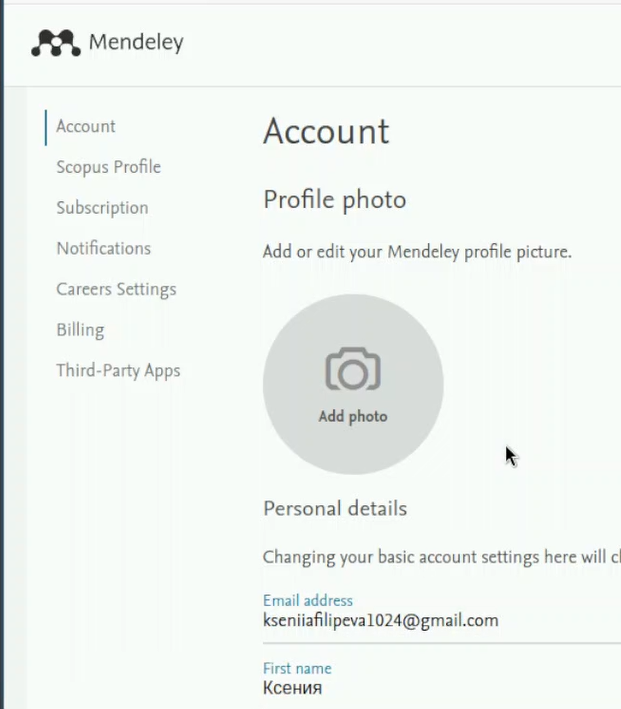 Mendeley
Account
Scopus Profile
Subscription
Notifications
Careers Settings
Billing
Third-Party Apps
Account
Profile photo
Add or edit your Mendeley profile picture.
Add photo
Personal details
Changing your basic account settings here will
Email address
kseniiafilipeva1024@gmail.com
First name
Ксения